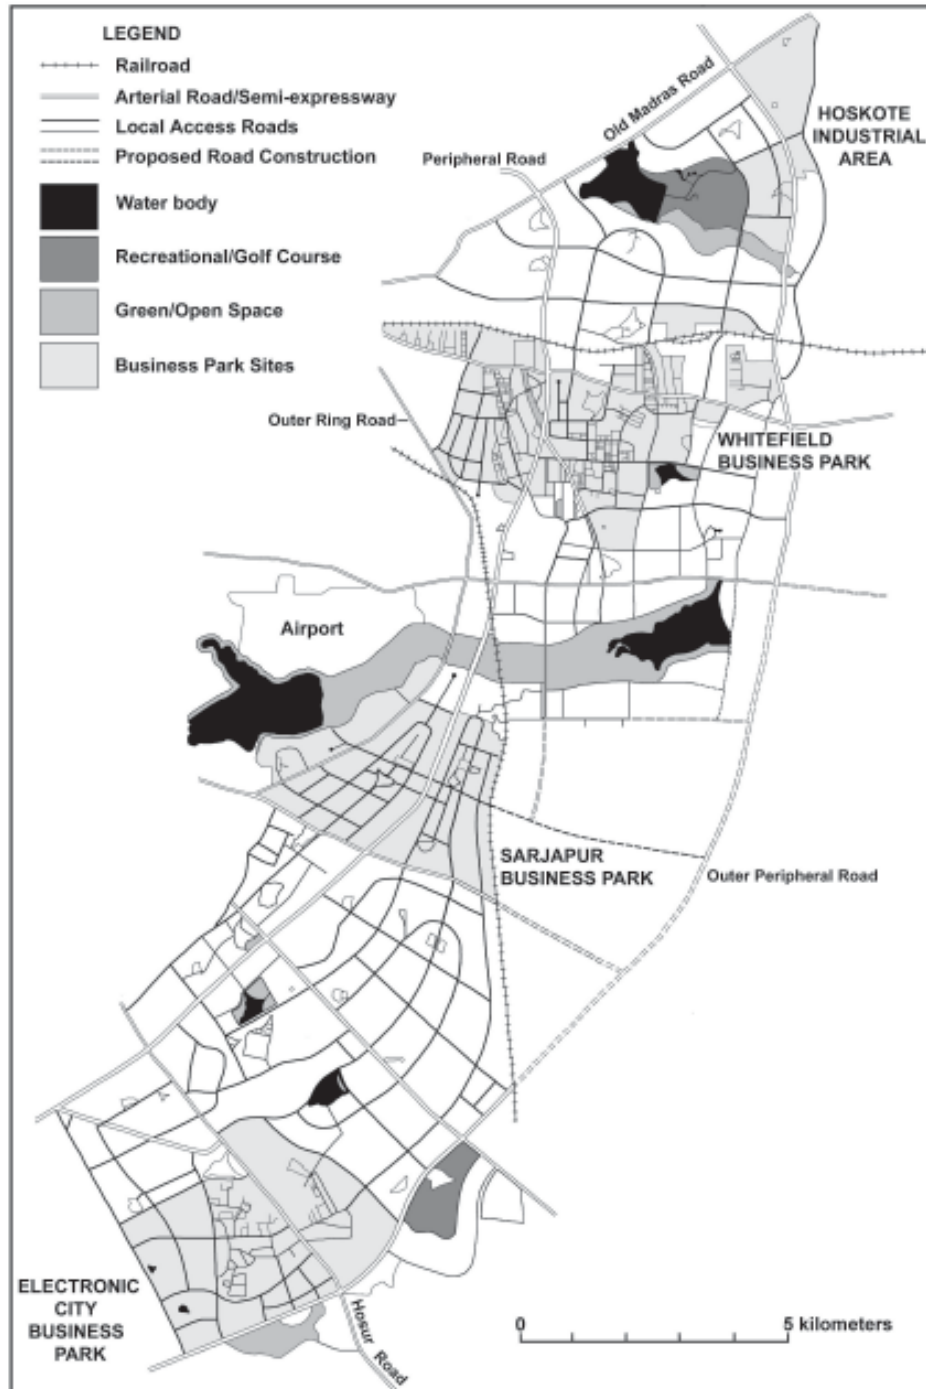 LEGEND
Railroad
Arterial Road/Semi-expressway
Local Access Roads
Proposed Road Construction
Water body
Recreational/Golf Course
Green/Open Space
Business Park Sites
Old Madras Road
HOSKOTE
INDUSTRIAL
AREA
Peripheral Road
Outer Ring Road
WHITEFIELD
BUSINESS PARK
Airport
SARJAPUR
BUSINESS PARK
Outer Peripheral Road
ELECTRONIC
CITY
BUSINESS
PARK
Hosur Road
0
5 kilometers